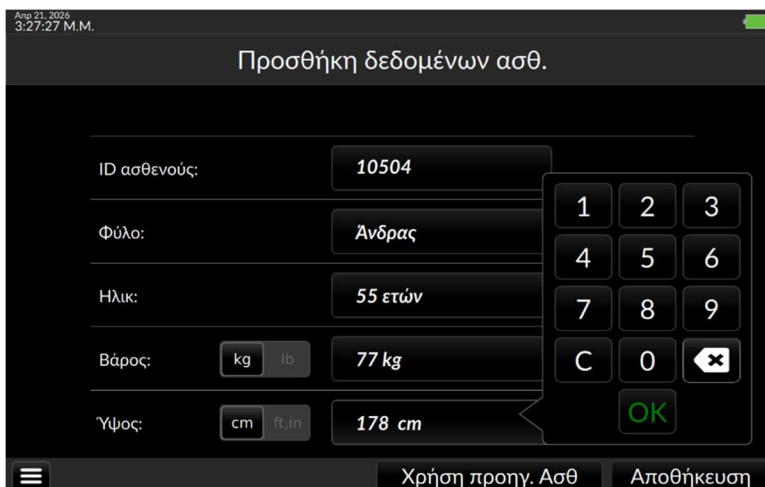 Απρ 21, 2026
3:27:27 Μ.Μ.
Προσθήκη δεδομένων ασθ.
ID ασθενούς:
10504
Φύλο:
Άνδρας
Ηλικ:
55 ετών
Βάρος:
kg lb
77 kg
Ύψος:
cm ft,in
178 cm
1 2 3
4 5 6
7 8 9
C 0
OK
Χρήση προηγ. Ασθ
Αποθήκευση